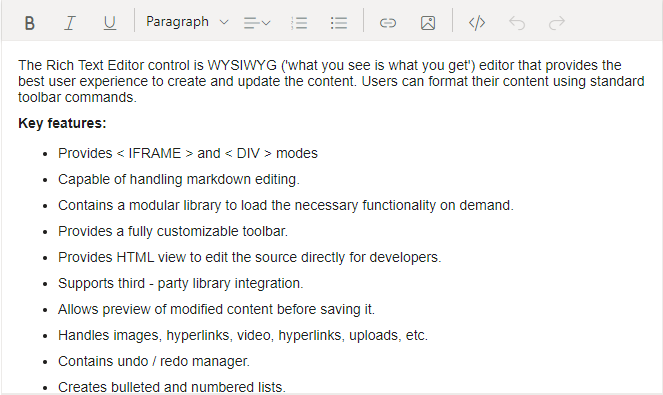 B I U Paragraph </>
The Rich Text Editor control is WYSIWYG ('what you see is what you get') editor that provides the
best user experience to create and update the content. Users can format their content using standard
toolbar commands.
Key features:
• Provides < IFRAME > and < DIV > modes
• Capable of handling markdown editing.
• Contains a modular library to load the necessary functionality on demand.
• Provides a fully customizable toolbar.
• Provides HTML view to edit the source directly for developers.
• Supports third - party library integration.
• Allows preview of modified content before saving it.
• Handles images, hyperlinks, video, hyperlinks, uploads, etc.
• Contains undo / redo manager.
• Creates bulleted and numbered lists.